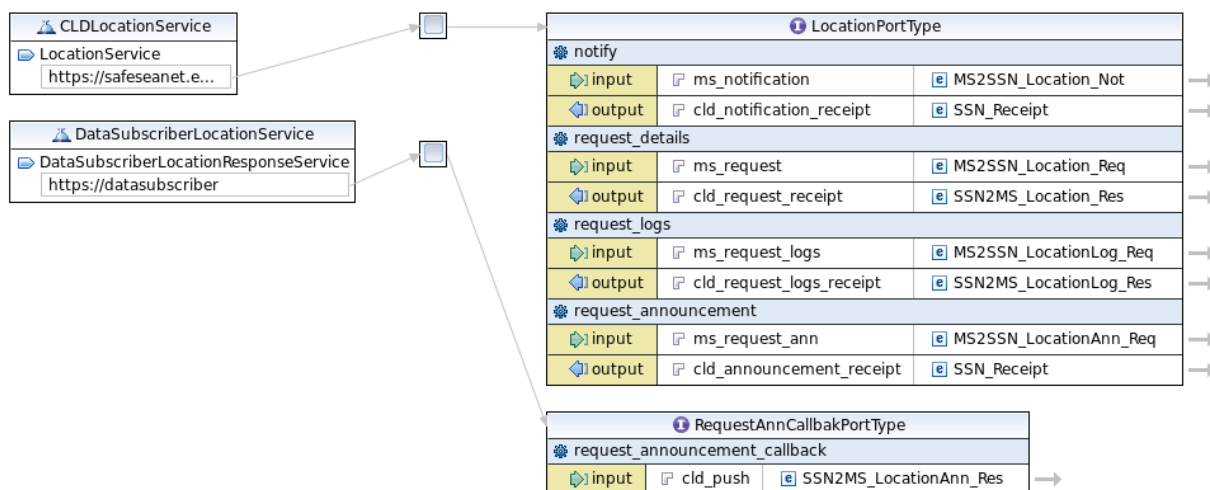 CLDLocationService
LocationService
https://safeseanet.e...
DataSubscriberLocationService
DataSubscriberLocationResponseService
https://datasubscriber
LocationPortType
notify
input ms_notification MS2SSN_Location_Not
output cld_notification_receipt SSN_Receipt
request_details
input ms_request MS2SSN_Location_Req
output cld_request_receipt SSN2MS_Location_Res
request_logs
input ms_request_logs MS2SSN_LocationLog_Req
output cld_request_logs_receipt SSN2MS_LocationLog_Res
request_announcement
input ms_request_ann MS2SSN_LocationAnn_Req
output cld_announcement_receipt SSN_Receipt
RequestAnnCallbakPortType
request_announcement_callback
input cld_push SSN2MS_LocationAnn_Res